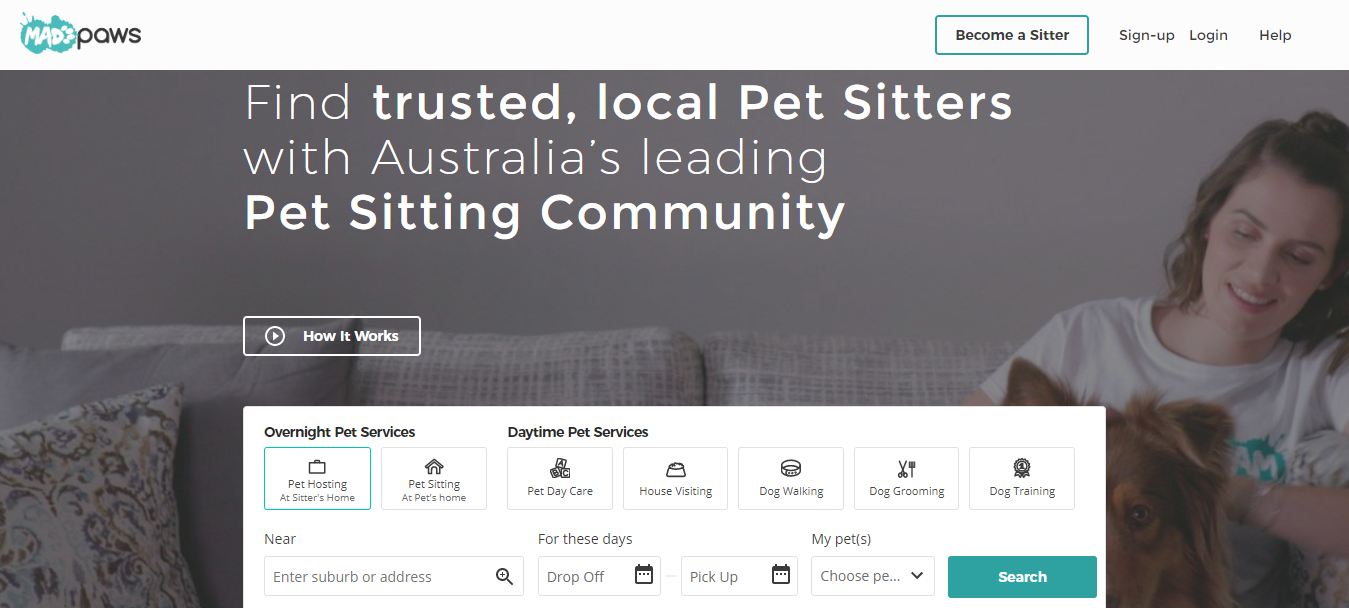 MADpaws
Become a Sitter
Sign-up
Login
Help
Find trusted, local Pet Sitters
with Australia's leading
Pet Sitting Community
How It Works
Overnight Pet Services
Daytime Pet Services
Pet Hosting
At Sitter's Home
Pet Sitting
At Pet's home
Pet Day Care
House Visiting
Dog Walking
Dog Grooming
Dog Training
Near
For these days
My pet(s)
Enter suburb or address
Drop Off
Pick Up
Choose pe...
Search